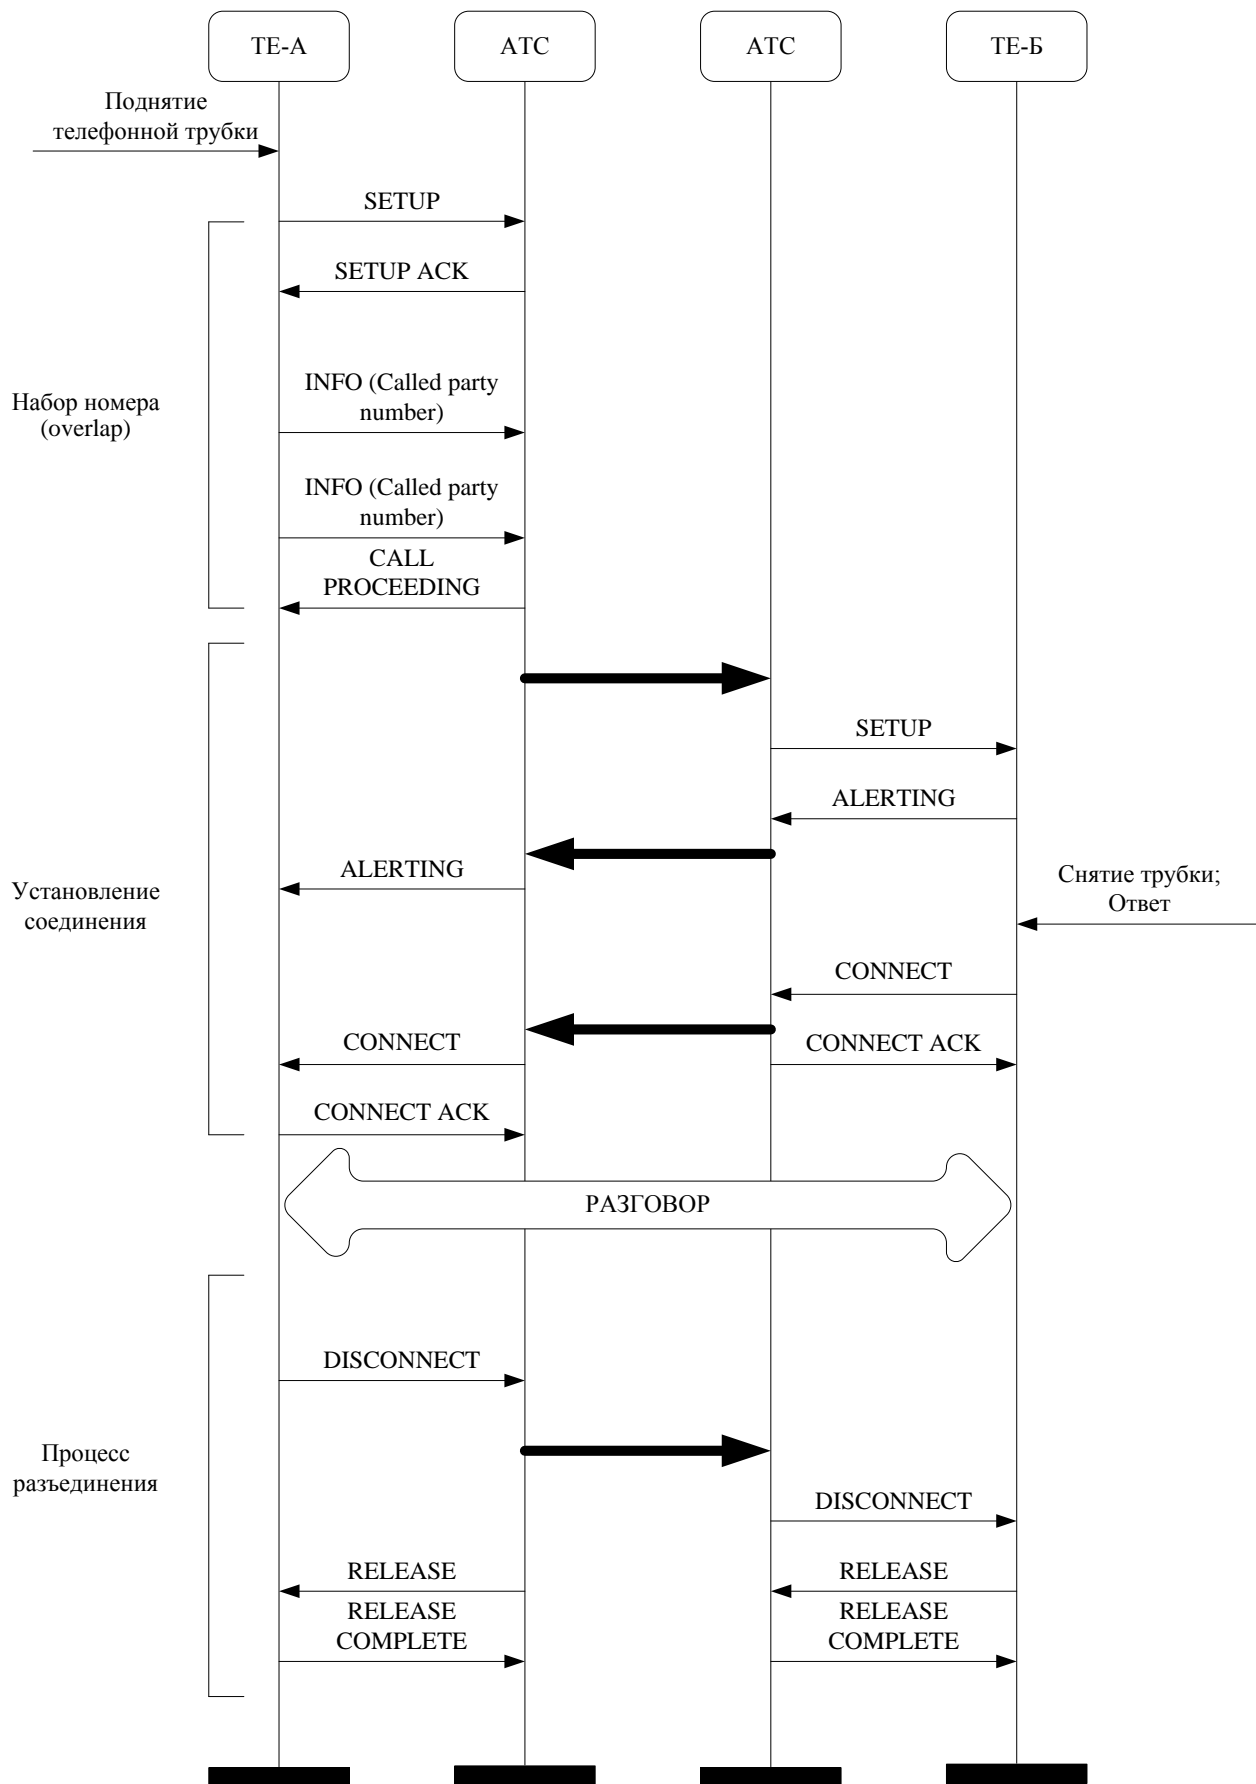 ТЕ-А
АТС
АТС
ТЕ-Б
Поднятие
телефонной трубки
SETUP
SETUP ACK
INFO (Called party
number)
Набор номера
(overlap)
INFO (Called party
number)
CALL
PROCEEDING
SETUP
ALERTING
ALERTING
Снятие трубки;
Ответ
Установление
соединения
CONNECT
CONNECT
CONNECT ACK
CONNECT ACK
РАЗГОВОР
DISCONNECT
Процесс
разъединения
DISCONNECT
RELEASE
RELEASE
RELEASE
COMPLETE
RELEASE
COMPLETE